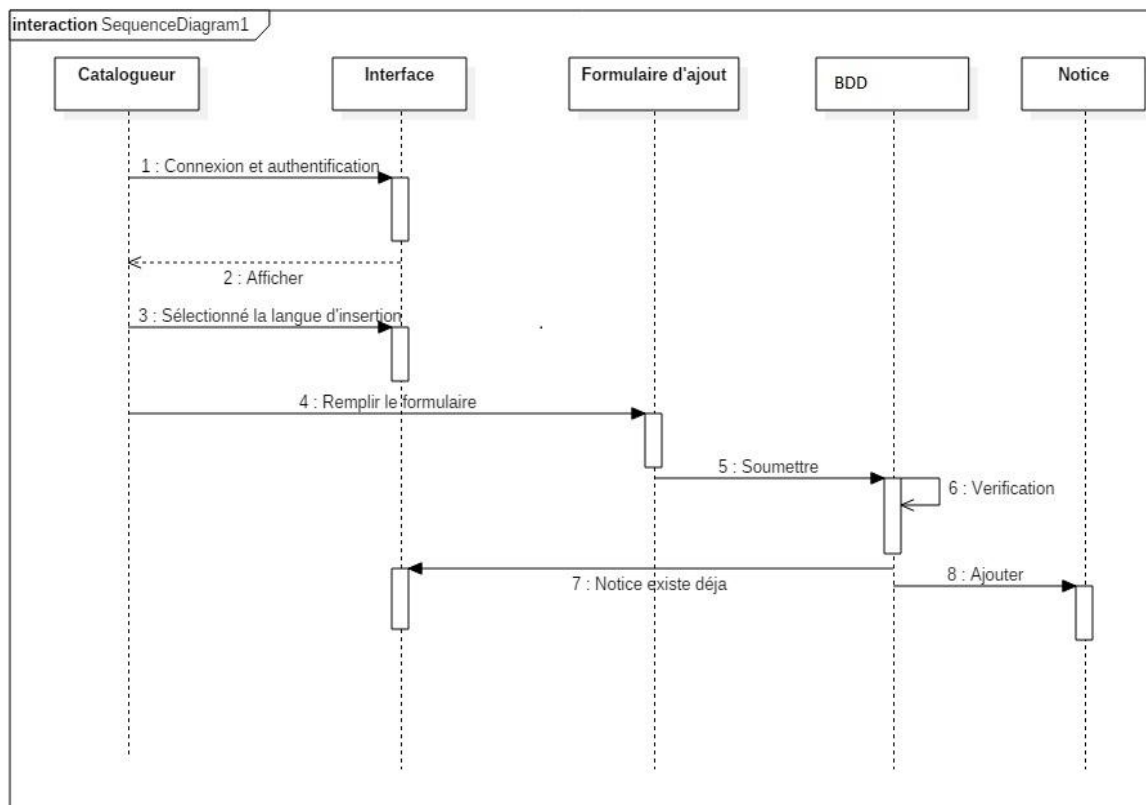 interaction SequenceDiagram1
Catalogueur
Interface
Formulaire d'ajout
BDD
Notice
1 : Connexion et authentification
2 : Afficher
3 : Sélectionné la langue d'insertion
4 : Remplir le formulaire
5 : Soumettre
6 : Verification
7 : Notice existe déja
8 : Ajouter